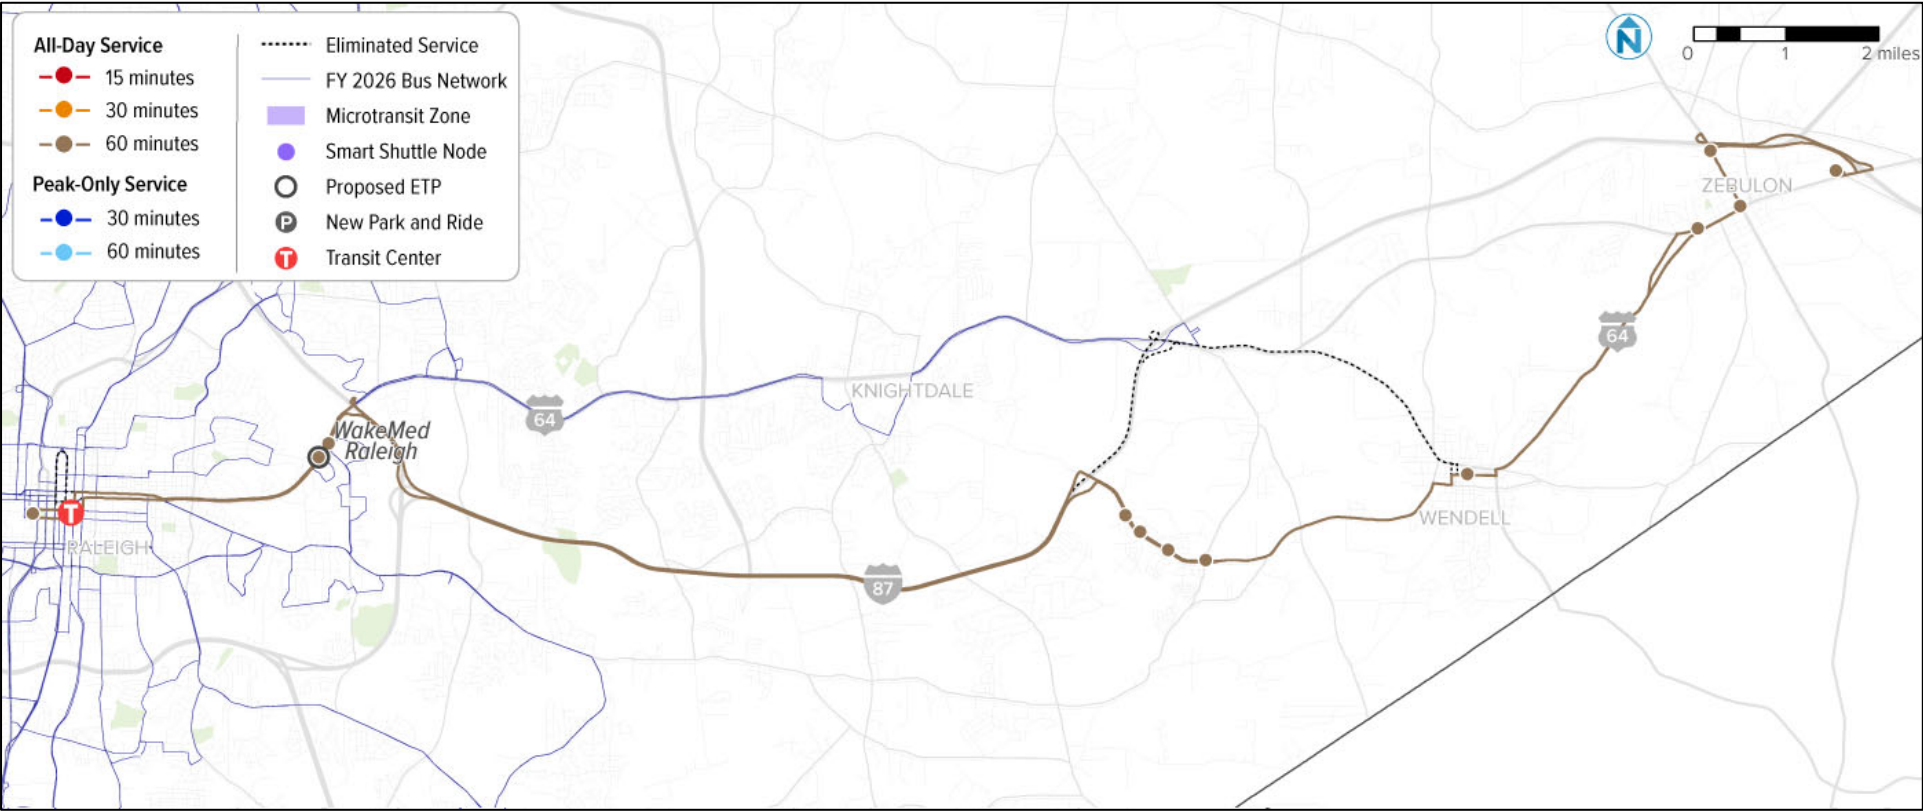 All-Day Service
15 minutes
30 minutes
60 minutes
Peak-Only Service
30 minutes
60 minutes
Eliminated Service
FY 2026 Bus Network
Microtransit Zone
Smart Shuttle Node
Proposed ETP
P
New Park and Ride
T
Transit Center
N
0 1 2 miles
ZEBULON
64
KNIGHTDALE
64
WakeMed
Raleigh
T
RALEIGH
WENDELL
87